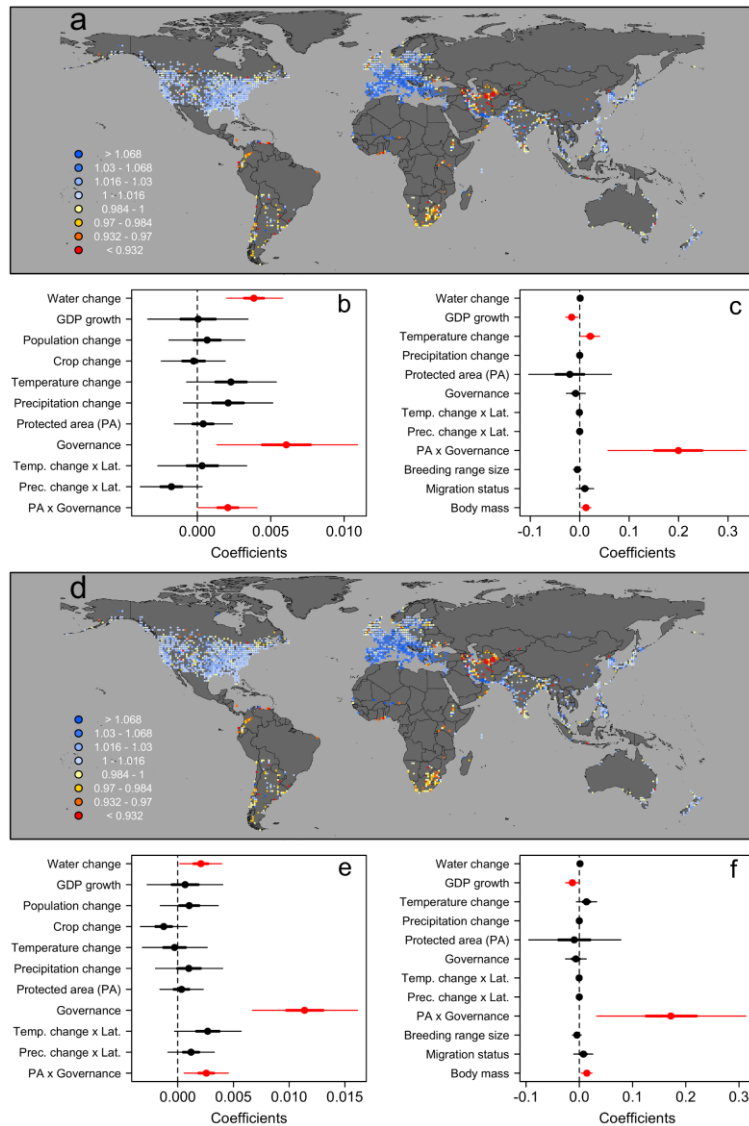 a
> 1.068
1.03 - 1.068
1.016 - 1.03
1 - 1.016
0.984 - 1
0.97 - 0.984
0.932 - 0.97
< 0.932
b
Water change
GDP growth
Population change
Crop change
Temperature change
Precipitation change
Protected area (PA)
Governance
Temp. change x Lat.
Prec. change x Lat.
PA x Governance
0.000 0.005 0.010
Coefficients
c
Water change
GDP growth
Temperature change
Precipitation change
Protected area (PA)
Governance
Temp. change x Lat.
Prec. change x Lat.
PA x Governance
Breeding range size
Migration status
Body mass
-0.1 0.0 0.1 0.2 0.3
Coefficients
d
> 1.068
1.03 - 1.068
1.016 - 1.03
1 - 1.016
0.984 - 1
0.97 - 0.984
0.932 - 0.97
< 0.932
e
Water change
GDP growth
Population change
Crop change
Temperature change
Precipitation change
Protected area (PA)
Governance
Temp. change x Lat.
Prec. change x Lat.
PA x Governance
0.000 0.005 0.010 0.015
Coefficients
f
Water change
GDP growth
Temperature change
Precipitation change
Protected area (PA)
Governance
Temp. change x Lat.
Prec. change x Lat.
PA x Governance
Breeding range size
Migration status
Body mass
-0.1 0.0 0.1 0.2 0.3
Coefficients